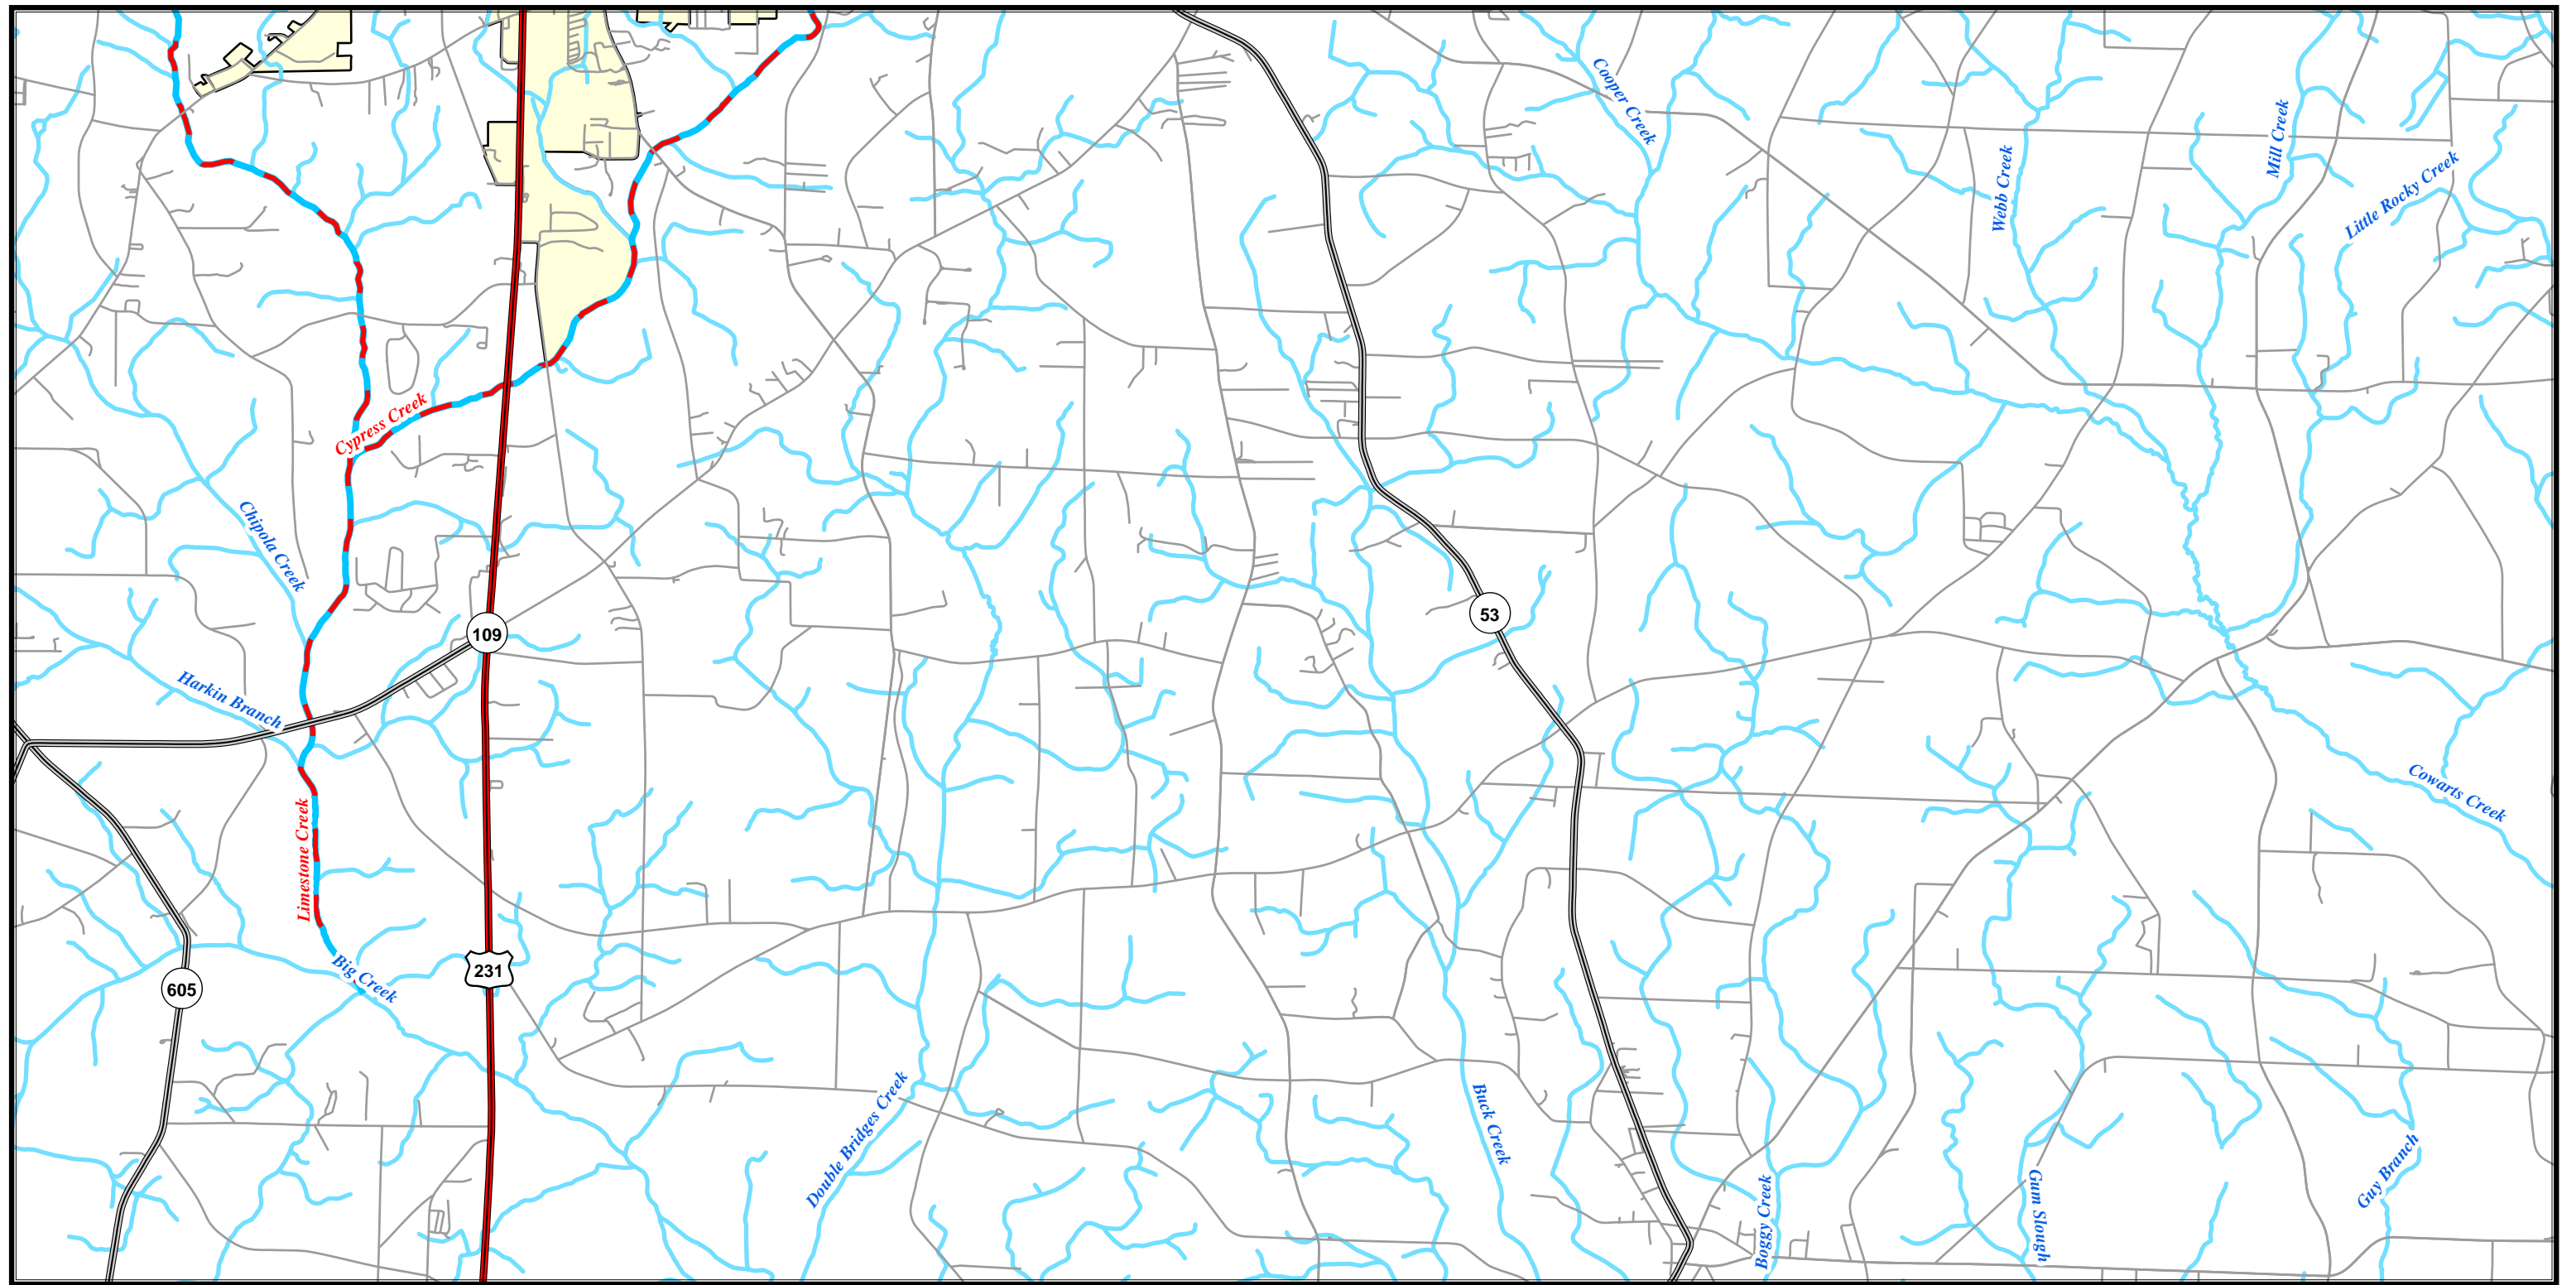 Cooper Creek
Webb Creek
Mill Creek
Little Rocky Creek
Cypress Creek
Chipola Creek
109
53
Harkin Branch
Limestone Creek
Cowarts Creek
Big Creek
231
605
Double Bridges Creek
Buck Creek
Boggy Creek
Gum Slough
Guy Branch